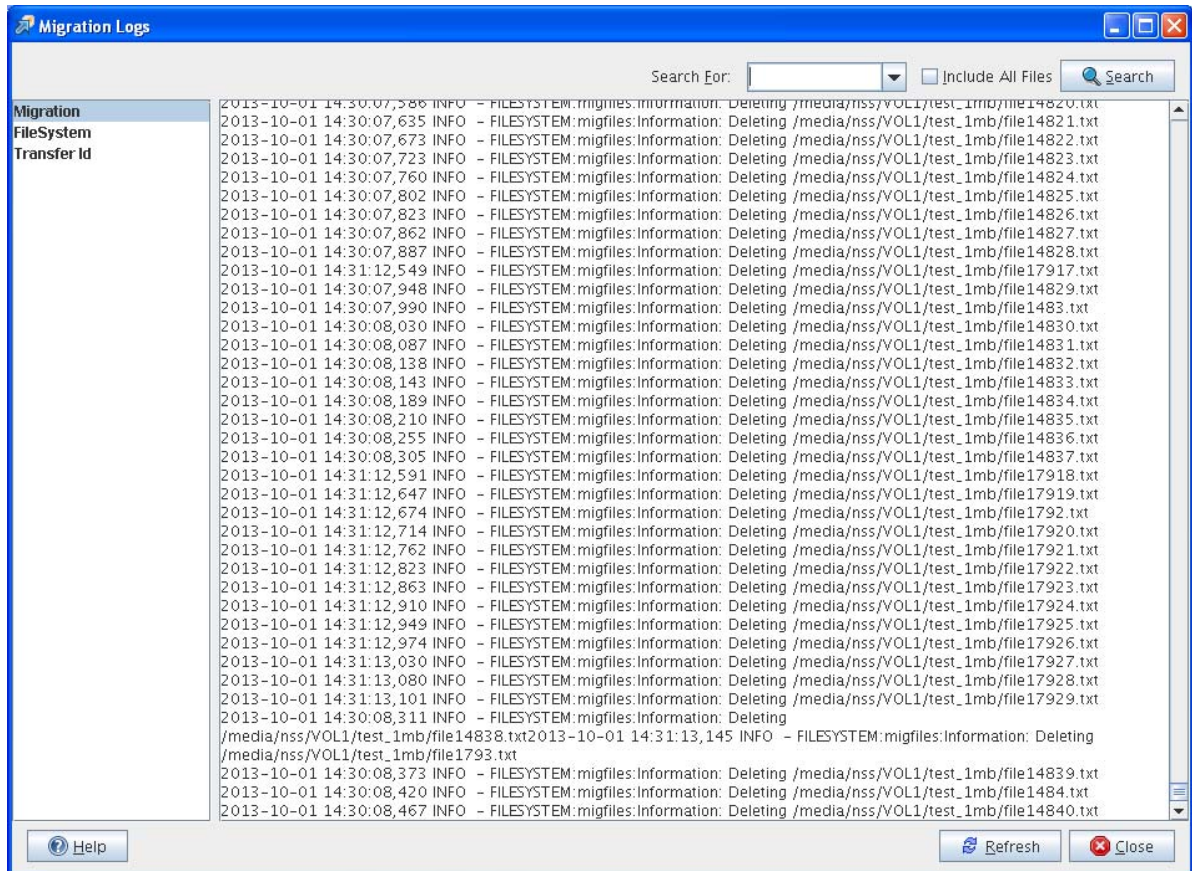 Migration Logs
Search For:
Include All Files
Search
Migration
FileSystem
Transfer Id
2013-10-01 14:30:07,586 INFO – FILESYSTEM:migfiles:Information: Deleting /media/nss/VOL1/test_1mb/file14820.txt
2013-10-01 14:30:07,635 INFO – FILESYSTEM:migfiles:Information: Deleting /media/nss/VOL1/test_1mb/file14821.txt
2013-10-01 14:30:07,673 INFO – FILESYSTEM:migfiles:Information: Deleting /media/nss/VOL1/test_1mb/file14822.txt
2013-10-01 14:30:07,723 INFO – FILESYSTEM:migfiles:Information: Deleting /media/nss/VOL1/test_1mb/file14823.txt
2013-10-01 14:30:07,760 INFO – FILESYSTEM:migfiles:Information: Deleting /media/nss/VOL1/test_1mb/file14824.txt
2013-10-01 14:30:07,802 INFO – FILESYSTEM:migfiles:Information: Deleting /media/nss/VOL1/test_1mb/file14825.txt
2013-10-01 14:30:07,823 INFO – FILESYSTEM:migfiles:Information: Deleting /media/nss/VOL1/test_1mb/file14826.txt
2013-10-01 14:30:07,862 INFO – FILESYSTEM:migfiles:Information: Deleting /media/nss/VOL1/test_1mb/file14827.txt
2013-10-01 14:30:07,887 INFO – FILESYSTEM:migfiles:Information: Deleting /media/nss/VOL1/test_1mb/file14828.txt
2013-10-01 14:31:12,549 INFO – FILESYSTEM:migfiles:Information: Deleting /media/nss/VOL1/test_1mb/file17917.txt
2013-10-01 14:30:07,948 INFO – FILESYSTEM:migfiles:Information: Deleting /media/nss/VOL1/test_1mb/file14829.txt
2013-10-01 14:30:07,990 INFO – FILESYSTEM:migfiles:Information: Deleting /media/nss/VOL1/test_1mb/file1483.txt
2013-10-01 14:30:08,030 INFO – FILESYSTEM:migfiles:Information: Deleting /media/nss/VOL1/test_1mb/file14830.txt
2013-10-01 14:30:08,087 INFO – FILESYSTEM:migfiles:Information: Deleting /media/nss/VOL1/test_1mb/file14831.txt
2013-10-01 14:30:08,138 INFO – FILESYSTEM:migfiles:Information: Deleting /media/nss/VOL1/test_1mb/file14832.txt
2013-10-01 14:30:08,143 INFO – FILESYSTEM:migfiles:Information: Deleting /media/nss/VOL1/test_1mb/file14833.txt
2013-10-01 14:30:08,189 INFO – FILESYSTEM:migfiles:Information: Deleting /media/nss/VOL1/test_1mb/file14834.txt
2013-10-01 14:30:08,210 INFO – FILESYSTEM:migfiles:Information: Deleting /media/nss/VOL1/test_1mb/file14835.txt
2013-10-01 14:30:08,255 INFO – FILESYSTEM:migfiles:Information: Deleting /media/nss/VOL1/test_1mb/file14836.txt
2013-10-01 14:30:08,305 INFO – FILESYSTEM:migfiles:Information: Deleting /media/nss/VOL1/test_1mb/file14837.txt
2013-10-01 14:31:12,591 INFO – FILESYSTEM:migfiles:Information: Deleting /media/nss/VOL1/test_1mb/file17918.txt
2013-10-01 14:31:12,647 INFO – FILESYSTEM:migfiles:Information: Deleting /media/nss/VOL1/test_1mb/file17919.txt
2013-10-01 14:31:12,674 INFO – FILESYSTEM:migfiles:Information: Deleting /media/nss/VOL1/test_1mb/file1792.txt
2013-10-01 14:31:12,714 INFO – FILESYSTEM:migfiles:Information: Deleting /media/nss/VOL1/test_1mb/file17920.txt
2013-10-01 14:31:12,762 INFO – FILESYSTEM:migfiles:Information: Deleting /media/nss/VOL1/test_1mb/file17921.txt
2013-10-01 14:31:12,823 INFO – FILESYSTEM:migfiles:Information: Deleting /media/nss/VOL1/test_1mb/file17922.txt
2013-10-01 14:31:12,863 INFO – FILESYSTEM:migfiles:Information: Deleting /media/nss/VOL1/test_1mb/file17923.txt
2013-10-01 14:31:12,910 INFO – FILESYSTEM:migfiles:Information: Deleting /media/nss/VOL1/test_1mb/file17924.txt
2013-10-01 14:31:12,949 INFO – FILESYSTEM:migfiles:Information: Deleting /media/nss/VOL1/test_1mb/file17925.txt
2013-10-01 14:31:12,974 INFO – FILESYSTEM:migfiles:Information: Deleting /media/nss/VOL1/test_1mb/file17926.txt
2013-10-01 14:31:13,030 INFO – FILESYSTEM:migfiles:Information: Deleting /media/nss/VOL1/test_1mb/file17927.txt
2013-10-01 14:31:13,080 INFO – FILESYSTEM:migfiles:Information: Deleting /media/nss/VOL1/test_1mb/file17928.txt
2013-10-01 14:31:13,101 INFO – FILESYSTEM:migfiles:Information: Deleting /media/nss/VOL1/test_1mb/file17929.txt
2013-10-01 14:30:08,311 INFO – FILESYSTEM:migfiles:Information: Deleting
/media/nss/VOL1/test_1mb/file14838.txt2013-10-01 14:31:13,145 INFO – FILESYSTEM:migfiles:Information: Deleting
/media/nss/VOL1/test_1mb/file1793.txt
2013-10-01 14:30:08,373 INFO – FILESYSTEM:migfiles:Information: Deleting /media/nss/VOL1/test_1mb/file14839.txt
2013-10-01 14:30:08,420 INFO – FILESYSTEM:migfiles:Information: Deleting /media/nss/VOL1/test_1mb/file1484.txt
2013-10-01 14:30:08,467 INFO – FILESYSTEM:migfiles:Information: Deleting /media/nss/VOL1/test_1mb/file14840.txt
Help
Refresh
Close